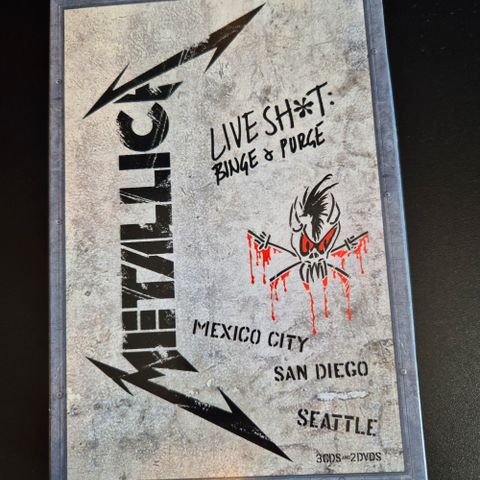 METALLICA
LIVE SH*T:
BINGE & PURGE
MEXICO CITY
SAN DIEGO
SEATTLE
3CDS AND 2DVDS